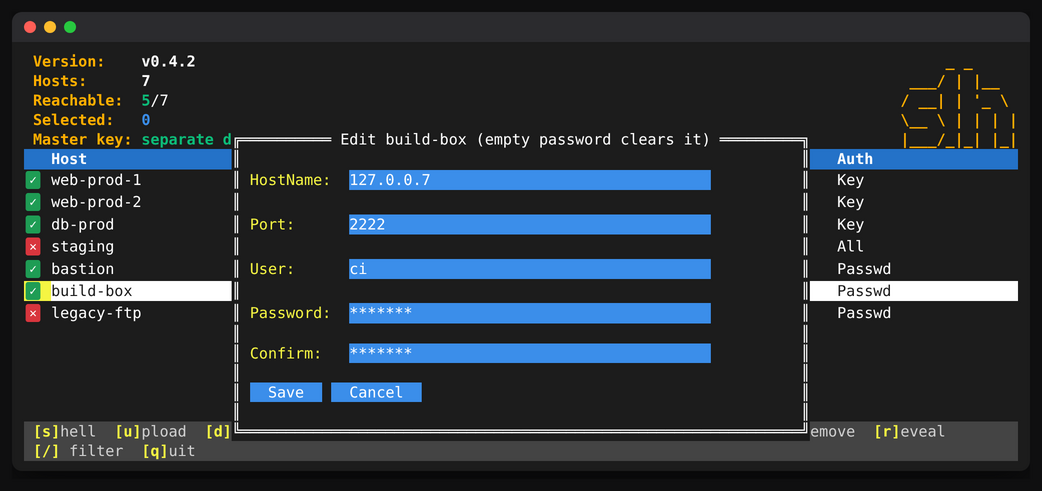 Version: v0.4.2
Hosts: 7
Reachable: 5/7
Selected: 0
Master key: separate d
Edit build-box (empty password clears it)
Host Auth
✓ web-prod-1 Key
✓ web-prod-2 Key
✓ db-prod Key
✕ staging All
✓ bastion Passwd
✓ build-box Passwd
✕ legacy-ftp Passwd
HostName: 127.0.0.7
Port: 2222
User: ci
Password: *******
Confirm: *******
Save Cancel
[s]hell [u]pload [d] emove [r]eveal
[/] filter [q]uit